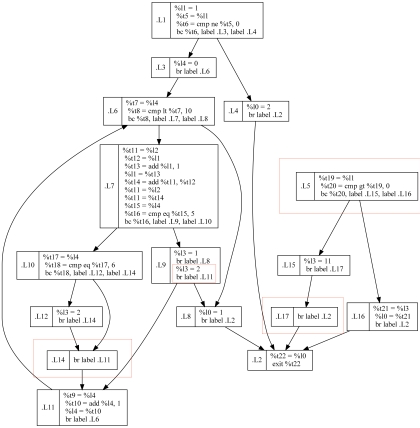 .L1
%l1 = 1
%t5 = %l1
%t6 = cmp ne %t5, 0
bc %t6, label .L3, label .L4
.L3
%l4 = 0
br label .L6
.L6
%t7 = %l4
%t8 = cmp lt %t7, 10
bc %t8, label .L7, label .L8
.L4
%l0 = 2
br label .L2
.L7
%t11 = %l2
%t12 = %l1
%t13 = add %l1, 1
%l1 = %t13
%t14 = add %t11, %t12
%t11 = %l2
%t11 = %t14
%t15 = %l4
%t16 = cmp eq %t15, 5
bc %t16, label .L9, label .L10
.L5
%t19 = %l1
%t20 = cmp gt %t19, 0
bc %t20, label .L15, label .L16
.L10
%t17 = %l4
%t18 = cmp eq %t17, 6
bc %t18, label .L12, label .L14
.L9
%l3 = 1
br label .L8
%l3 = 2
br label .L11
.L15
%l3 = 11
br label .L17
.L12
%l3 = 2
br label .L14
.L8
%l0 = 1
br label .L2
.L17
br label .L2
.L16
%t21 = %l3
%l0 = %t21
br label .L2
.L14
br label .L11
.L2
%t22 = %l0
exit %t22
.L11
%t9 = %l4
%t10 = add %l4, 1
%l4 = %t10
br label .L6